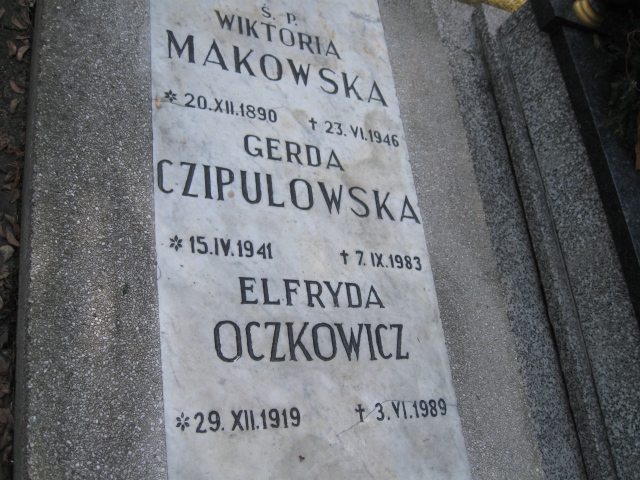 Ś. P.
WIKTORIA
MAKOWSKA
* 20.XII.1890 † 23.VI.1946
GERDA
CZIPULOWSKA
* 15.IV.1941 † 7.IX.1983
ELFRYDA
OCZKOWICZ
* 29.XII.1919 † 3.VI.1989